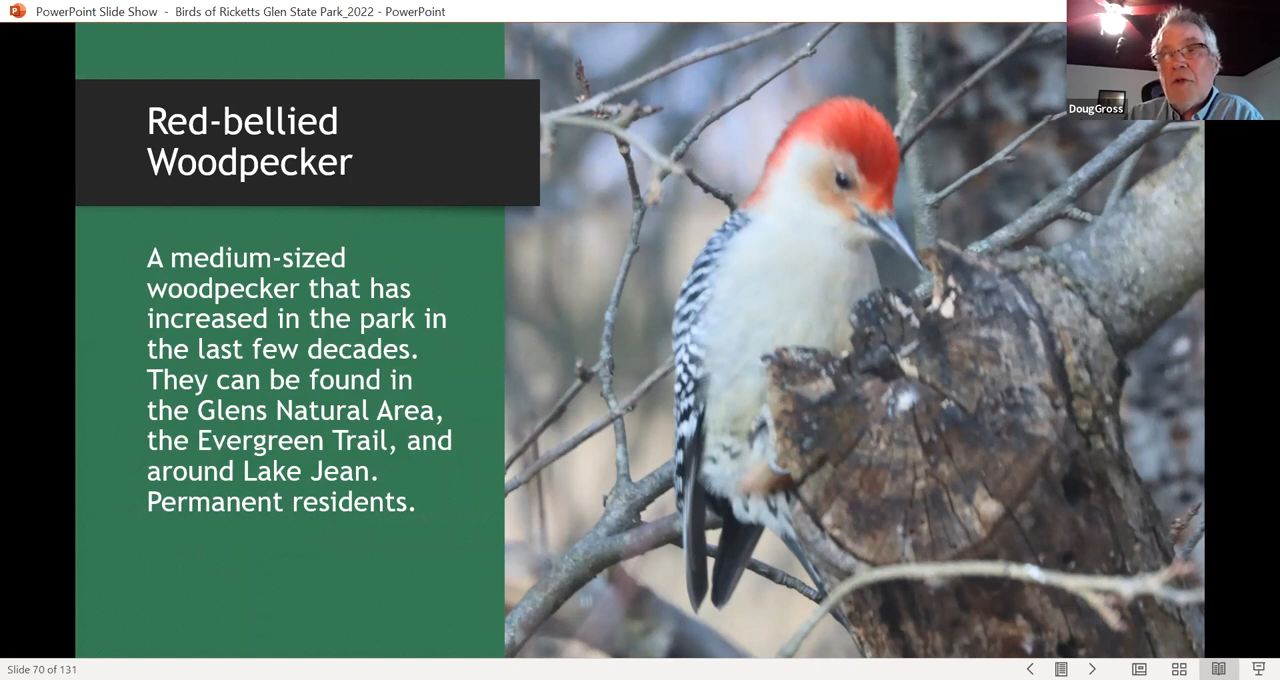 PowerPoint Slide Show - Birds of Ricketts Glen State Park_2022 - PowerPoint
DougGross
Red-bellied
Woodpecker
A medium-sized
woodpecker that has
increased in the park in
the last few decades.
They can be found in
the Glens Natural Area,
the Evergreen Trail, and
around Lake Jean.
Permanent residents.
Slide 70 of 131